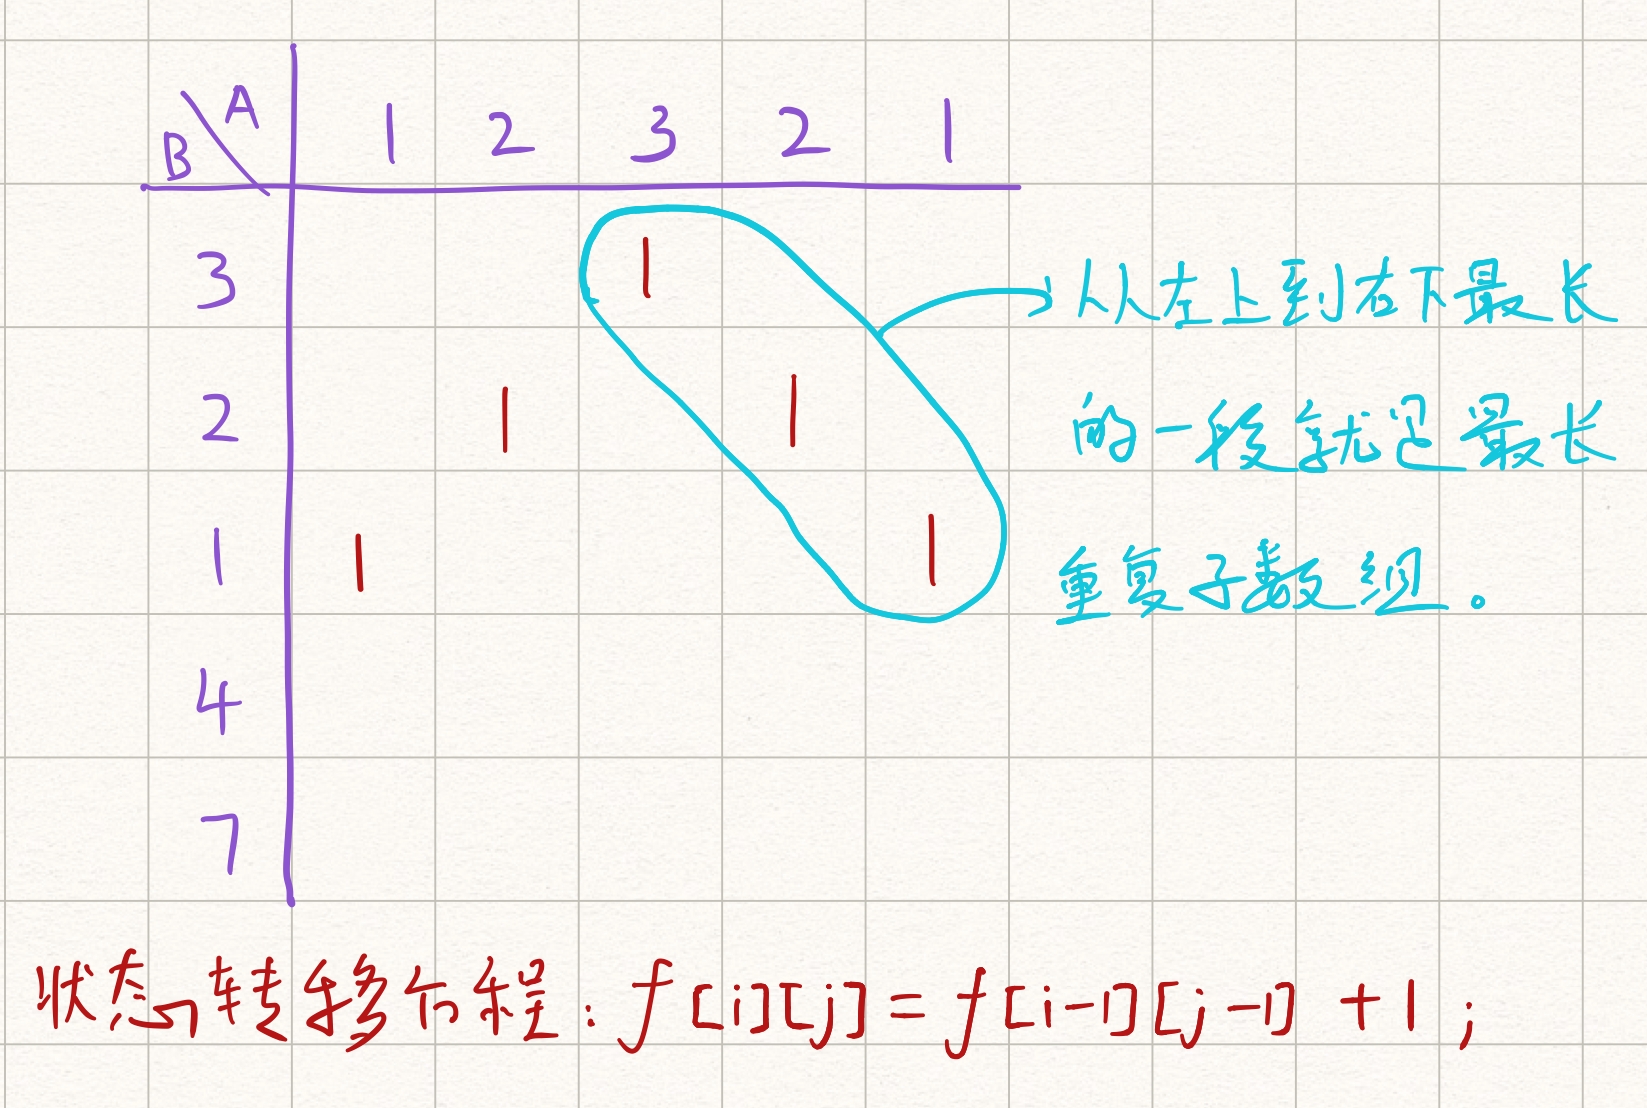 A
B
1 2 3 2 1
3 1
2 1 1
1 1 1
4
7
从左上到右下最长
的一段就是最长
重复子数组。
状态转移方程:f[i][j]=f[i-1][j-1]+1;